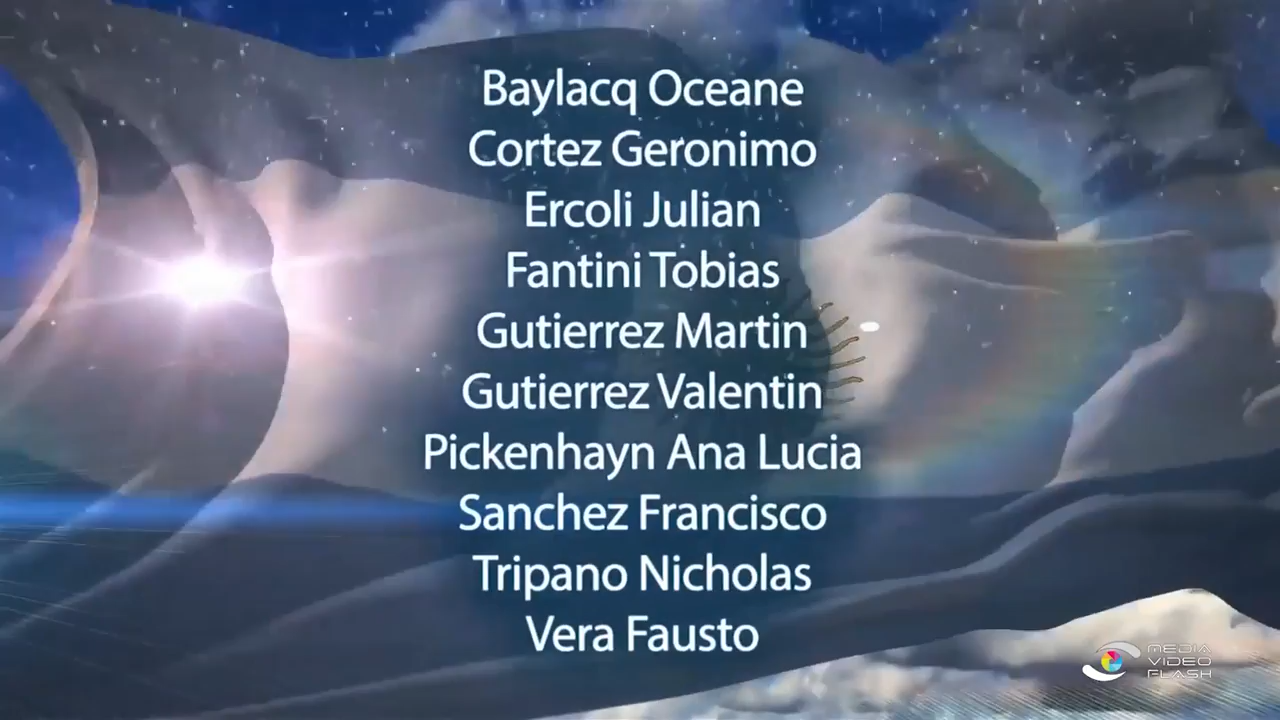 Baylacq Oceane
Cortez Geronimo
Ercoli Julian
Fantini Tobias
Gutierrez Martin
Gutierrez Valentin
Pickenhayn Ana Lucia
Sanchez Francisco
Tripano Nicholas
Vera Fausto
MEDIA
VIDEO
FLASH